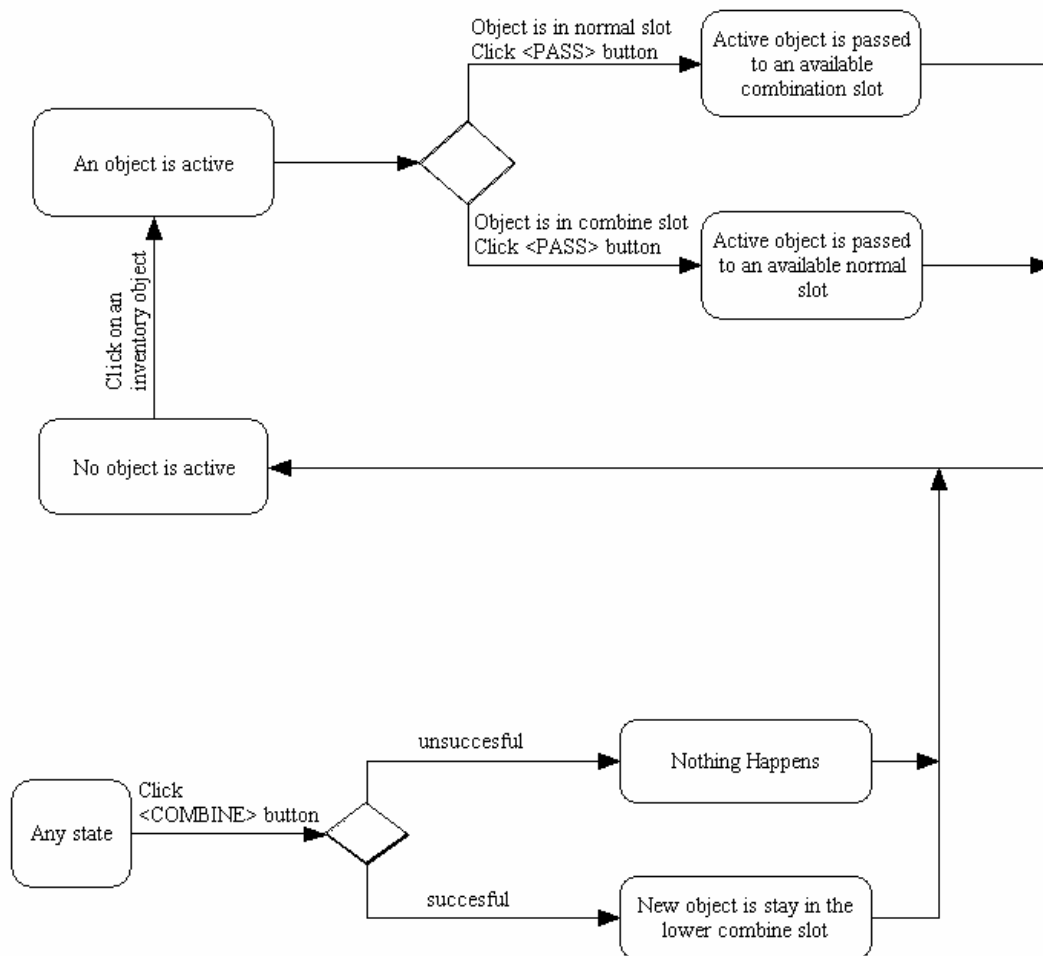 Object is in normal slot
Click <PASS> button
Active object is passed
to an available
combination slot
An object is active
Object is in combine slot
Click <PASS> button
Active object is passed
to an available normal
slot
Click on an
inventory object
No object is active
unsuccesful
Nothing Happens
Click
<COMBINE> button
Any state
succesful
New object is stay in the
lower combine slot